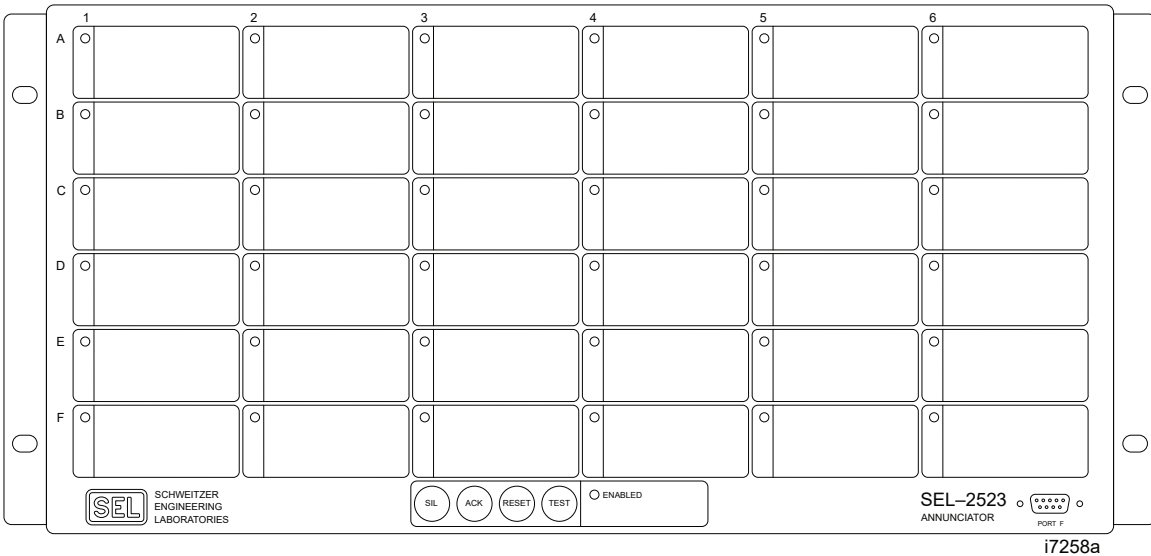 1 2 3 4 5 6
A
B
C
D
E
F
SEL
SCHWEITZER
ENGINEERING
LABORATORIES
SIL ACK RESET TEST
ENABLED
SEL–2523
ANNUNCIATOR
PORT F
i7258a